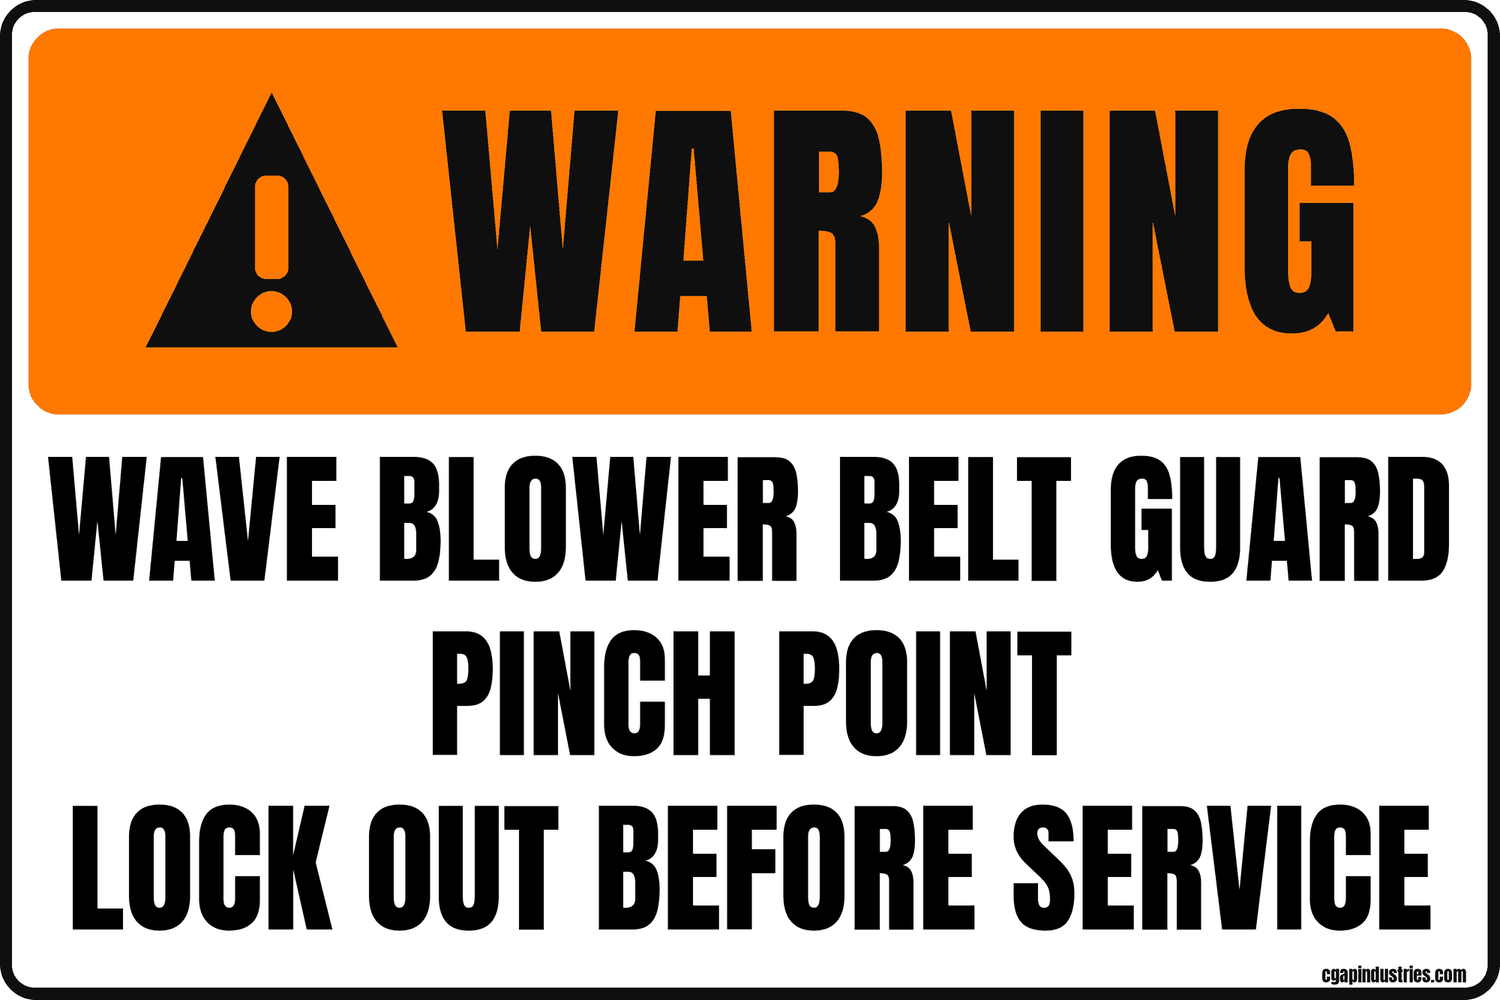 WARNING
WAVE BLOWER BELT GUARD
PINCH POINT
LOCK OUT BEFORE SERVICE
cgapindustries.com